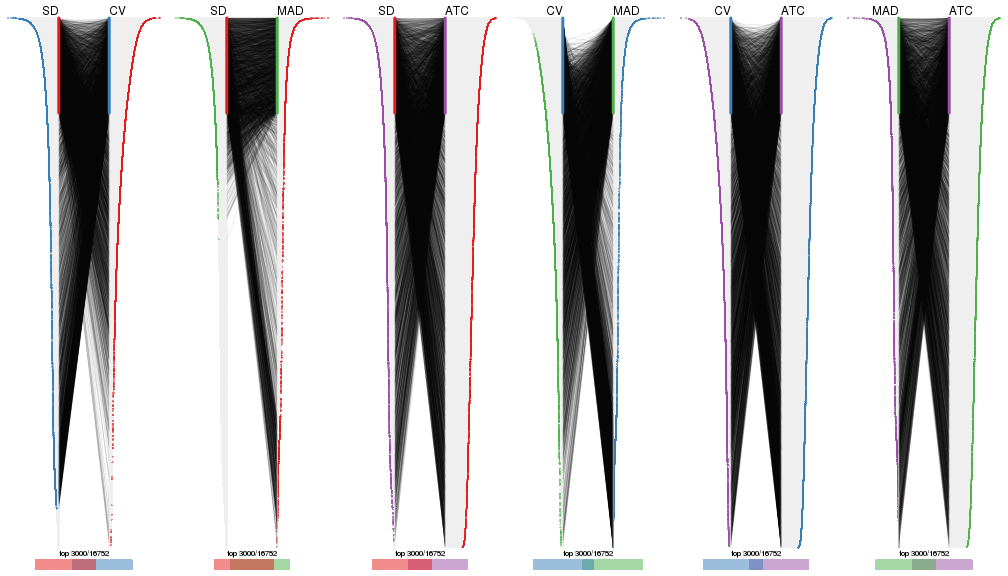 SD CV
SD MAD
SD ATC
CV MAD
CV ATC
MAD ATC
top 3000/16752
top 3000/16752
top 3000/16752
top 3000/16752
top 3000/16752
top 3000/16752